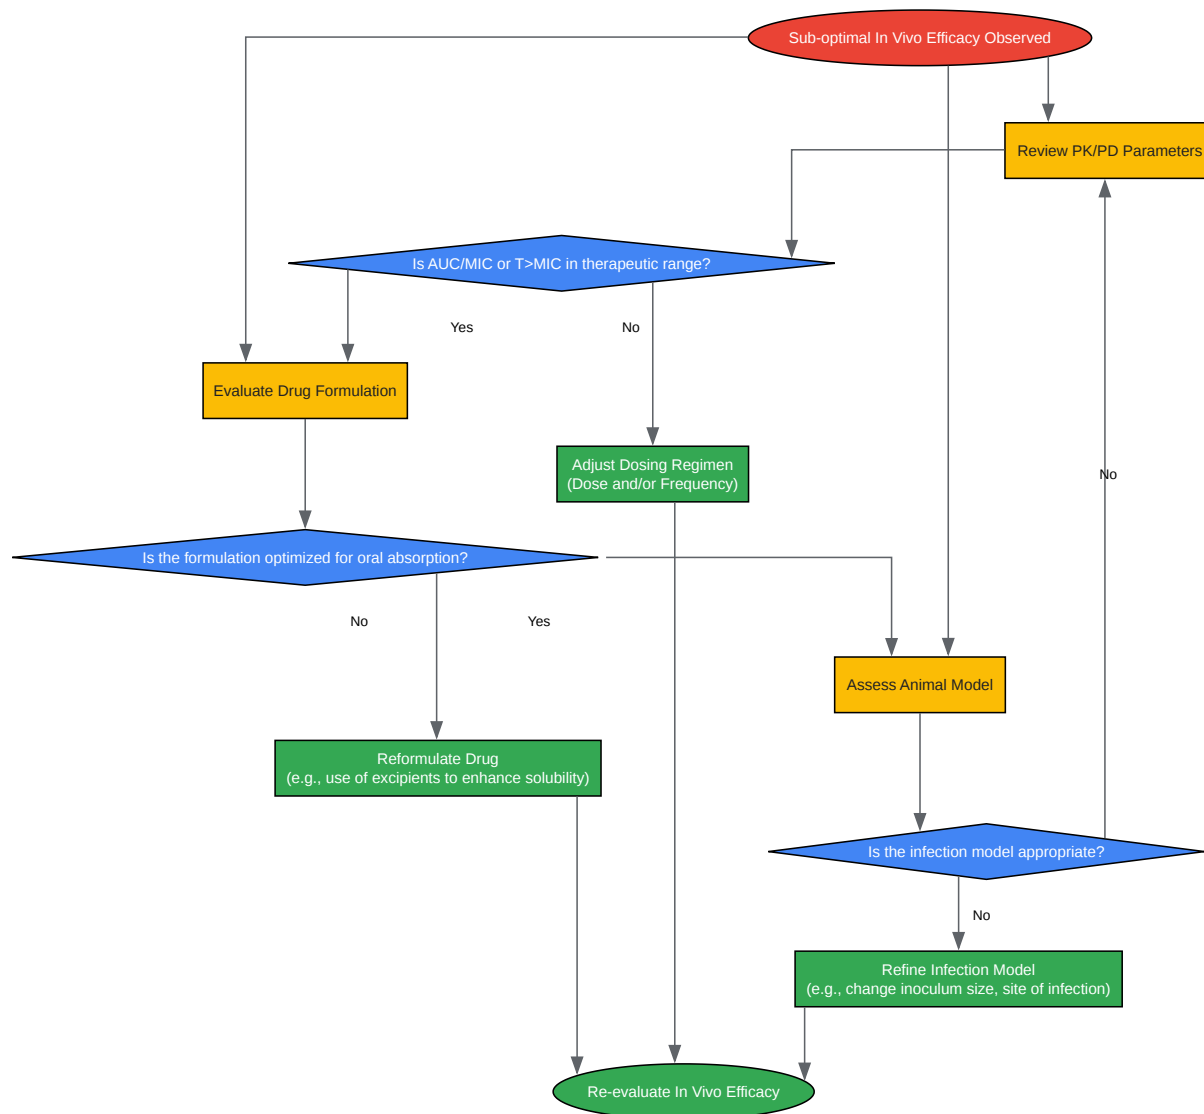 Sub-optimal In Vivo Efficacy Observed
Review PK/PD Parameters
Is AUC/MIC or T>MIC in therapeutic range?
Yes
No
Evaluate Drug Formulation
Adjust Dosing Regimen
(Dose and/or Frequency)
No
Is the formulation optimized for oral absorption?
No
Yes
Assess Animal Model
Reformulate Drug
(e.g., use of excipients to enhance solubility)
Is the infection model appropriate?
No
Refine Infection Model
(e.g., change inoculum size, site of infection)
Re-evaluate In Vivo Efficacy